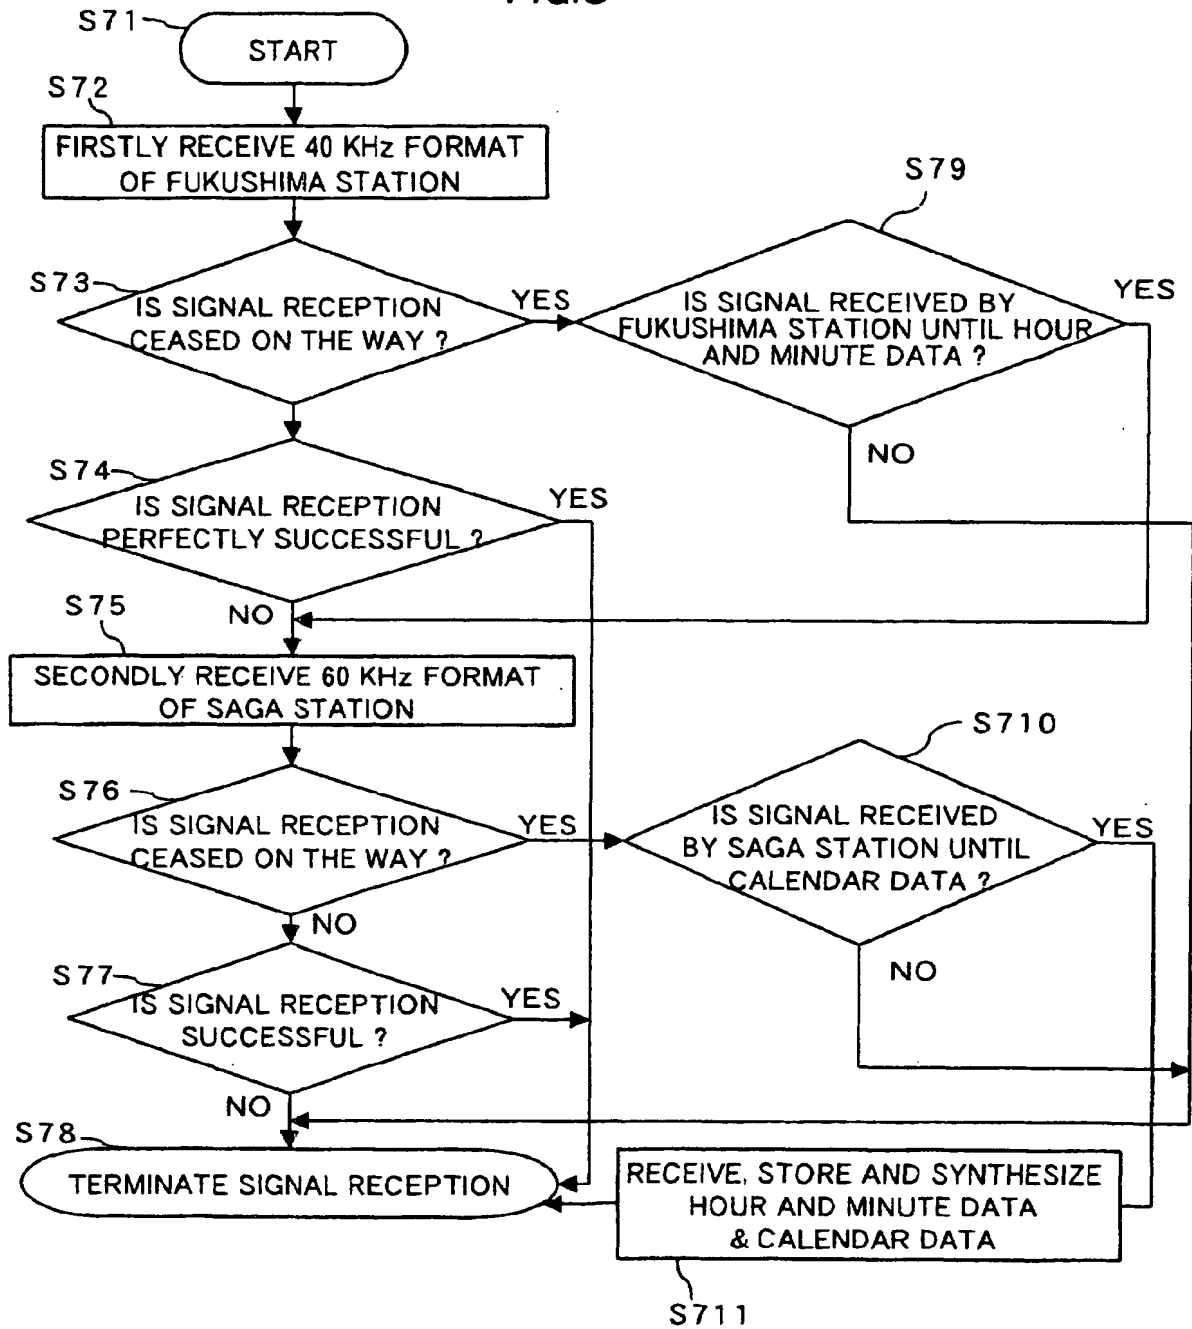 S71
START
S72
FIRSTLY RECEIVE 40 KHz FORMAT
OF FUKUSHIMA STATION
S73
IS SIGNAL RECEPTION
CEASED ON THE WAY ?
YES
S79
IS SIGNAL RECEIVED BY
FUKUSHIMA STATION UNTIL HOUR
AND MINUTE DATA ?
YES
NO
S74
IS SIGNAL RECEPTION
PERFECTLY SUCCESSFUL ?
YES
NO
S75
SECONDLY RECEIVE 60 KHz FORMAT
OF SAGA STATION
S76
IS SIGNAL RECEPTION
CEASED ON THE WAY ?
YES
NO
S710
IS SIGNAL RECEIVED
BY SAGA STATION UNTIL
CALENDAR DATA ?
YES
NO
S77
IS SIGNAL RECEPTION
SUCCESSFUL ?
YES
NO
S78
TERMINATE SIGNAL RECEPTION
RECEIVE, STORE AND SYNTHESIZE
HOUR AND MINUTE DATA
& CALENDAR DATA
S711